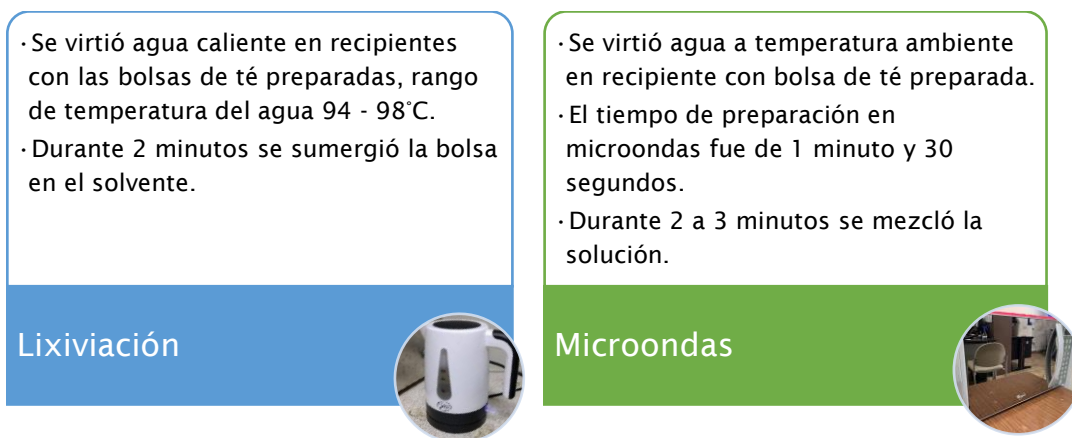 ·Se virtió agua caliente en recipientes
con las bolsas de té preparadas, rango
de temperatura del agua 94 - 98°C.
·Durante 2 minutos se sumergió la bolsa
en el solvente.
Lixiviación
·Se virtió agua a temperatura ambiente
en recipiente con bolsa de té preparada.
·El tiempo de preparación en
microondas fue de 1 minuto y 30
segundos.
·Durante 2 a 3 minutos se mezcló la
solución.
Microondas